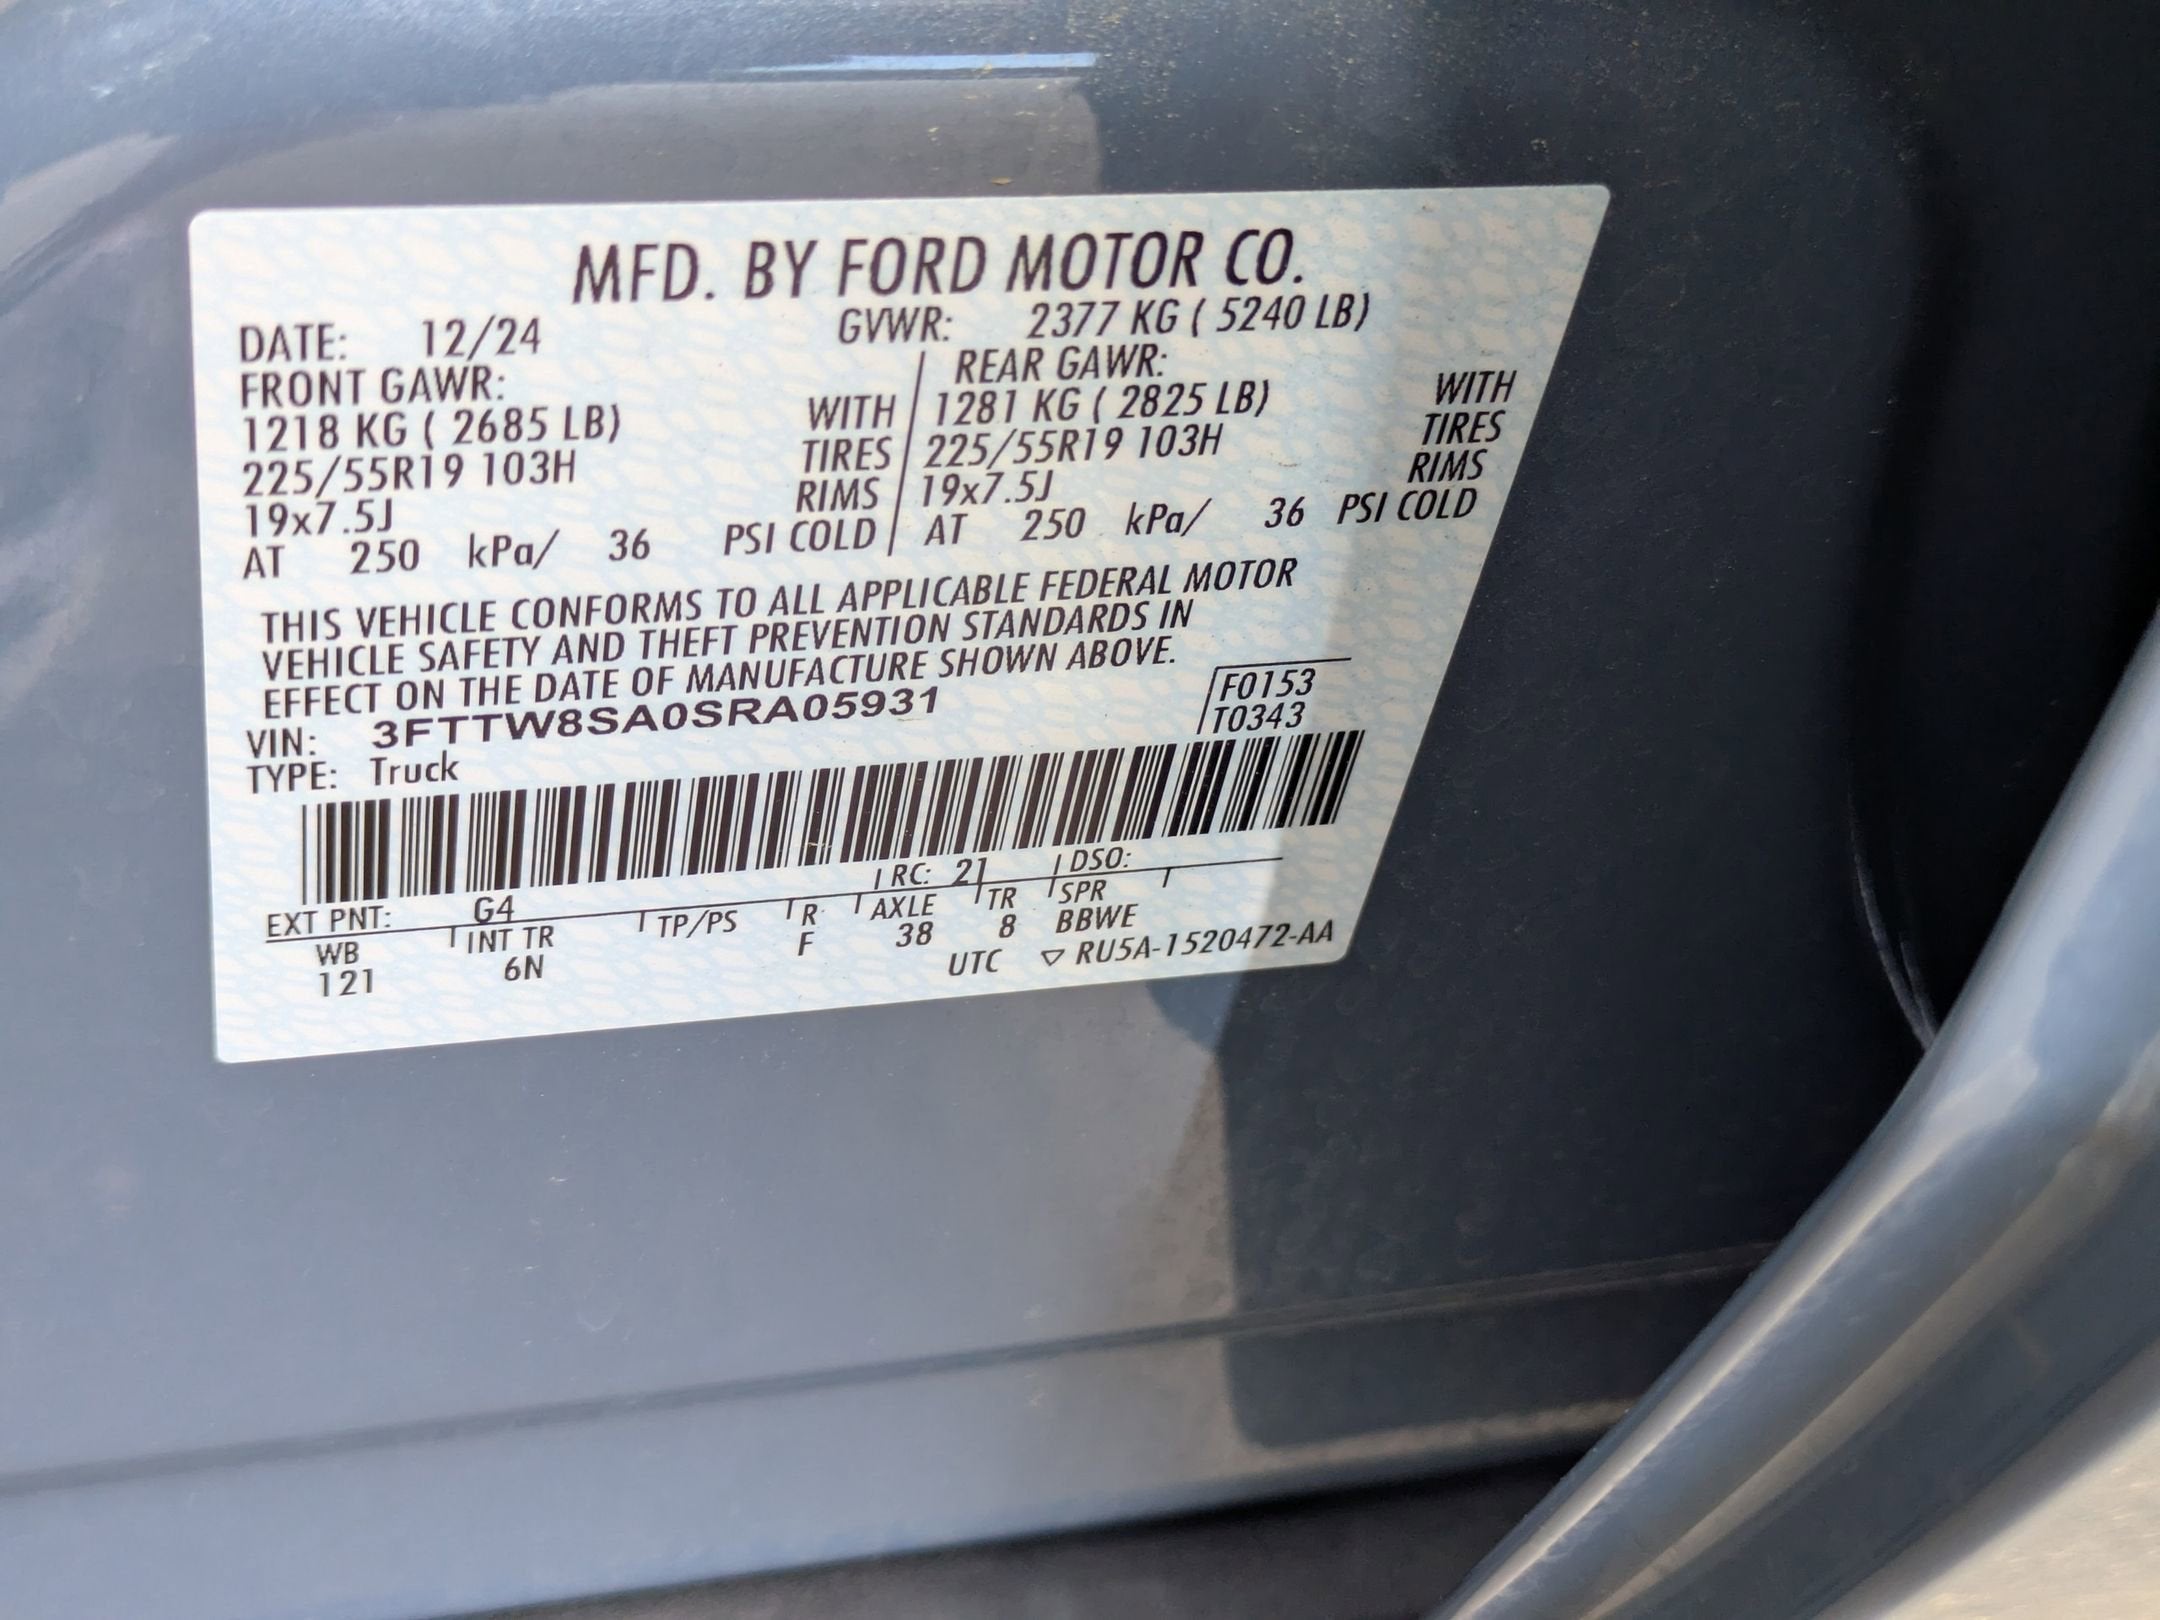 MFD. BY FORD MOTOR CO.
DATE: 12/24 GVWR: 2377 KG ( 5240 LB)
FRONT GAWR: REAR GAWR:
1218 KG ( 2685 LB) WITH 1281 KG ( 2825 LB) WITH
225/55R19 103H TIRES 225/55R19 103H TIRES
19x7.5J RIMS 19x7.5J RIMS
AT 250 kPa/ 36 PSI COLD AT 250 kPa/ 36 PSI COLD
THIS VEHICLE CONFORMS TO ALL APPLICABLE FEDERAL MOTOR
VEHICLE SAFETY AND THEFT PREVENTION STANDARDS IN
EFFECT ON THE DATE OF MANUFACTURE SHOWN ABOVE.
VIN: 3FTTW8SA0SRA05931 F0153
TYPE: Truck T0343
EXT PNT: G4 RC: 21 DSO:
WB INT TR TP/PS R AXLE TR SPR
121 6N F 38 8 BBWE
UTC ▽ RU5A-1520472-AA